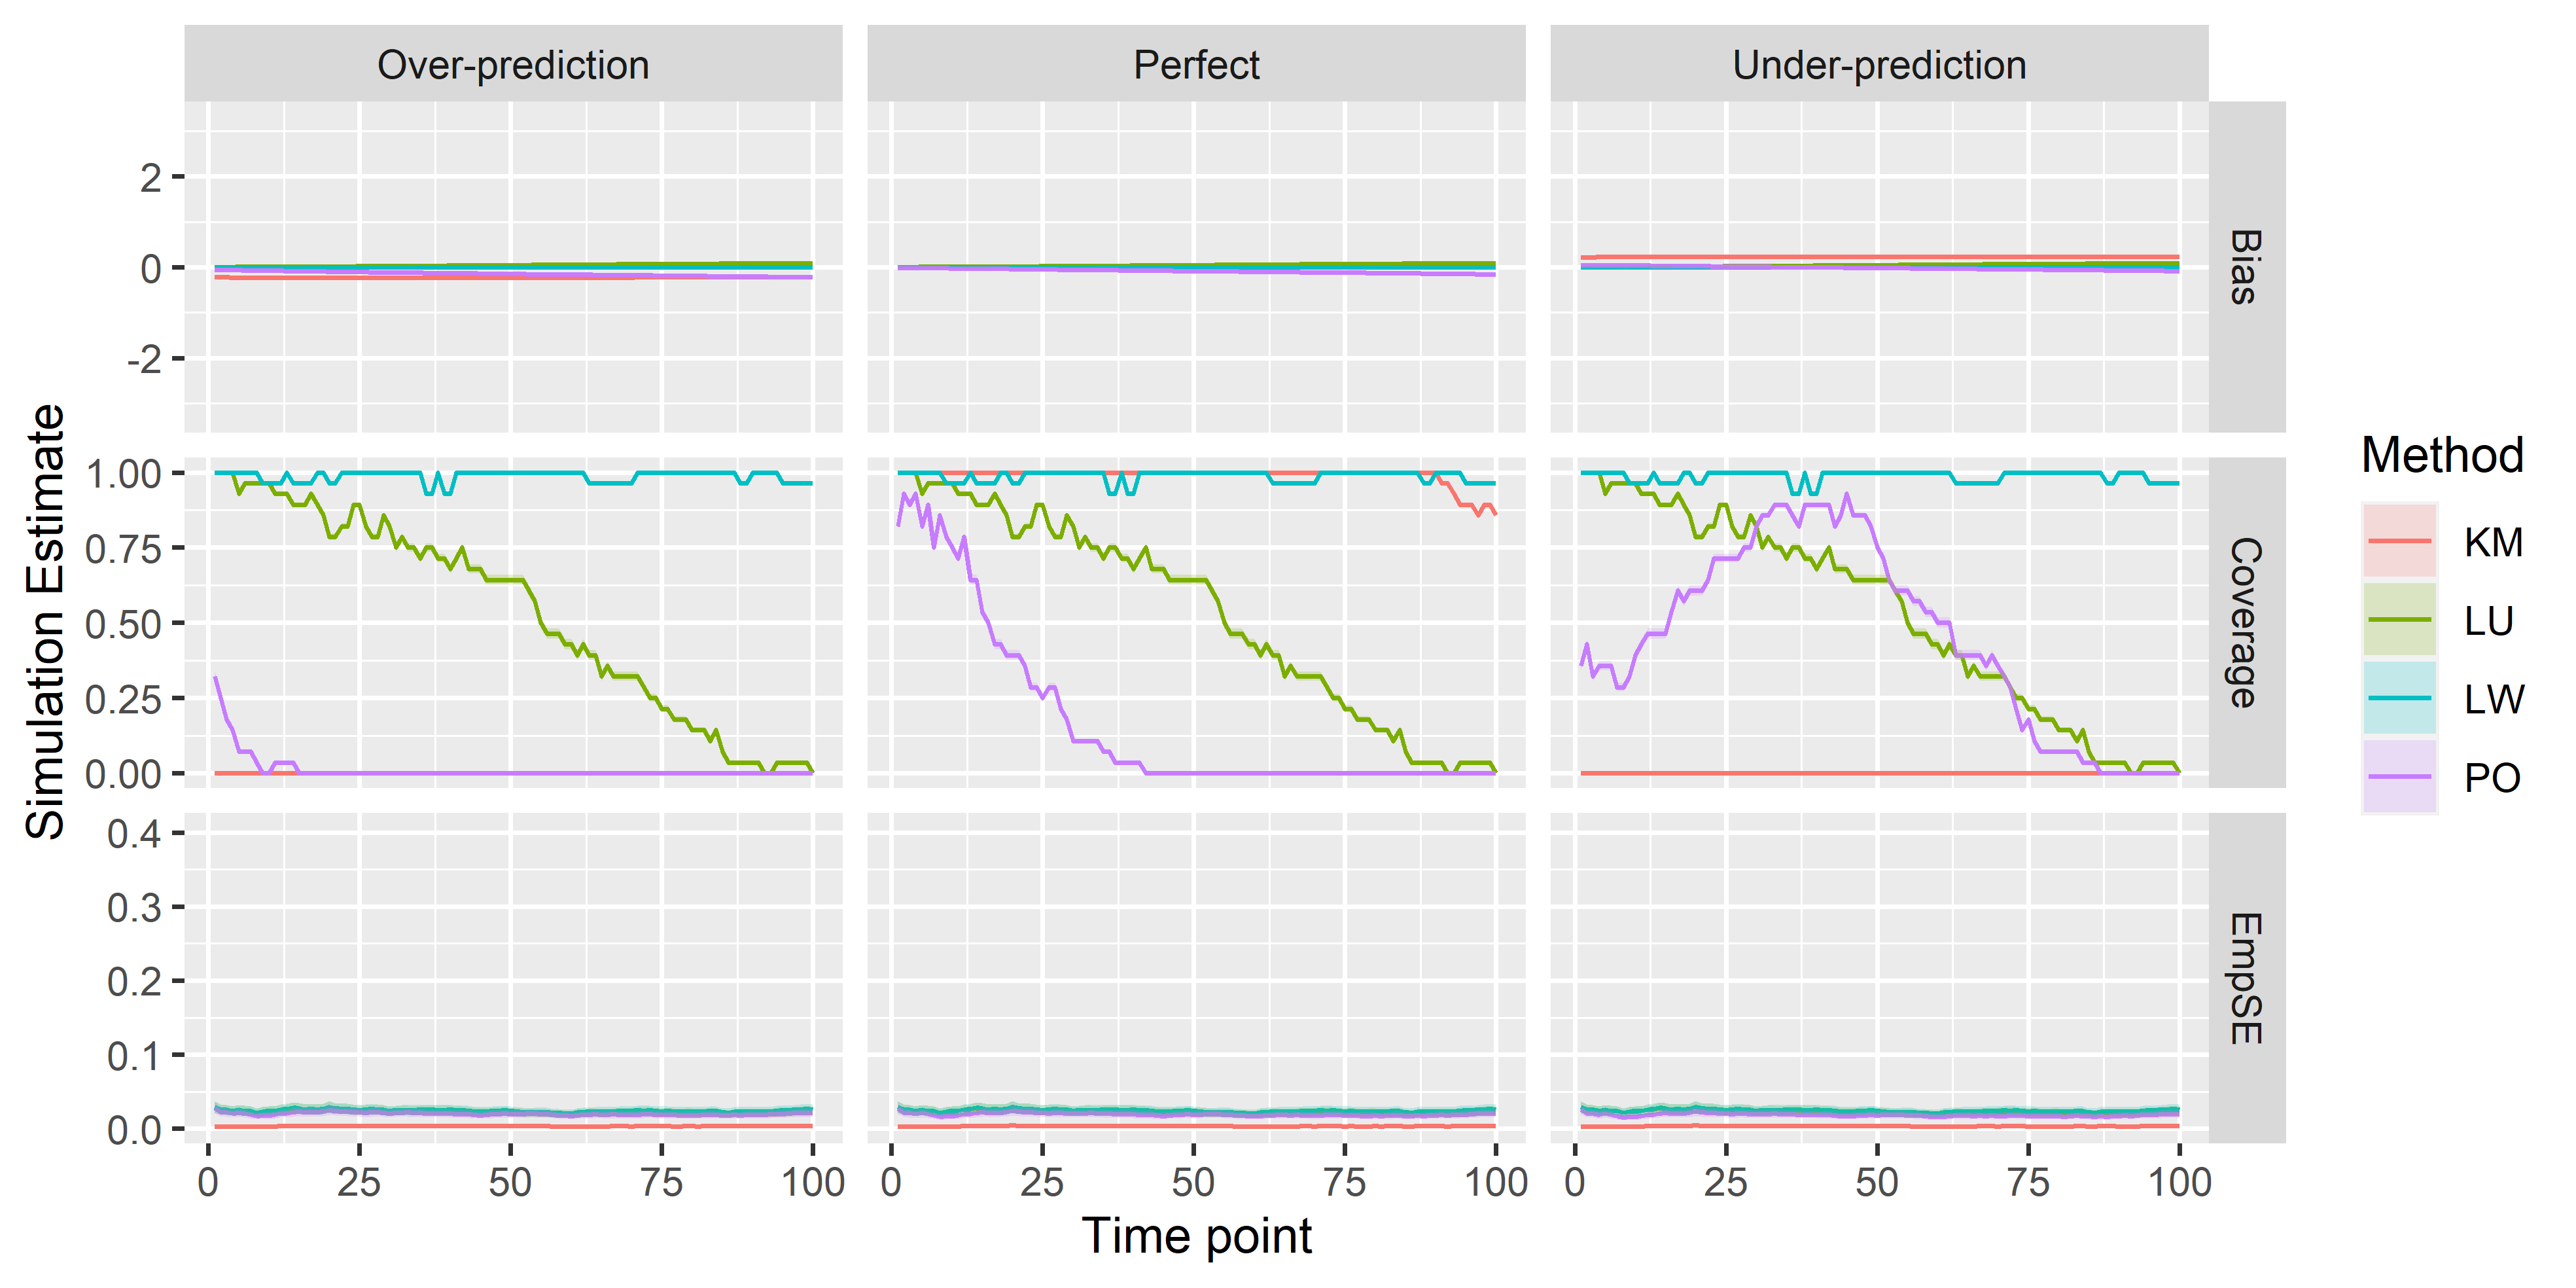 Over-prediction
Perfect
Under-prediction
2
0
-2
Bias
1.00
0.75
0.50
0.25
0.00
Coverage
0.4
0.3
0.2
0.1
0.0
EmpSE
0 25 50 75 100
0 25 50 75 100
0 25 50 75 100
Time point
Simulation Estimate
Method
KM
LU
LW
PO